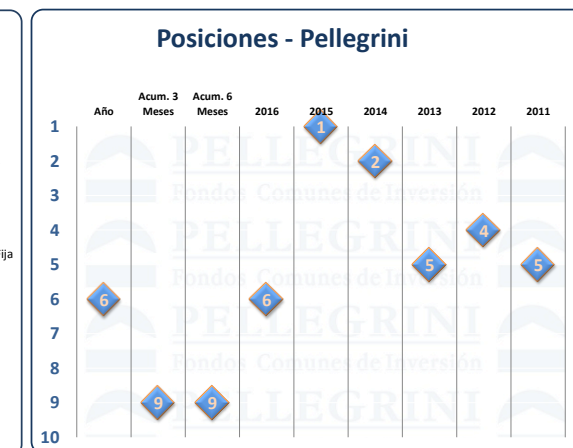 Posiciones - Pellegrini
Año
Acum. 3 Meses
Acum. 6 Meses
2016
2015
2014
2013
2012
2011
1
2
3
4
5
6
7
8
9
10
6
9
9
6
1
2
5
4
5
ija
PELLEGRINI
Fondos Comunes de Inversión
PELLEGRINI
Fondos Comunes de Inversión
PELLEGRINI
Fondos Comunes de Inversión
PELLEGRINI